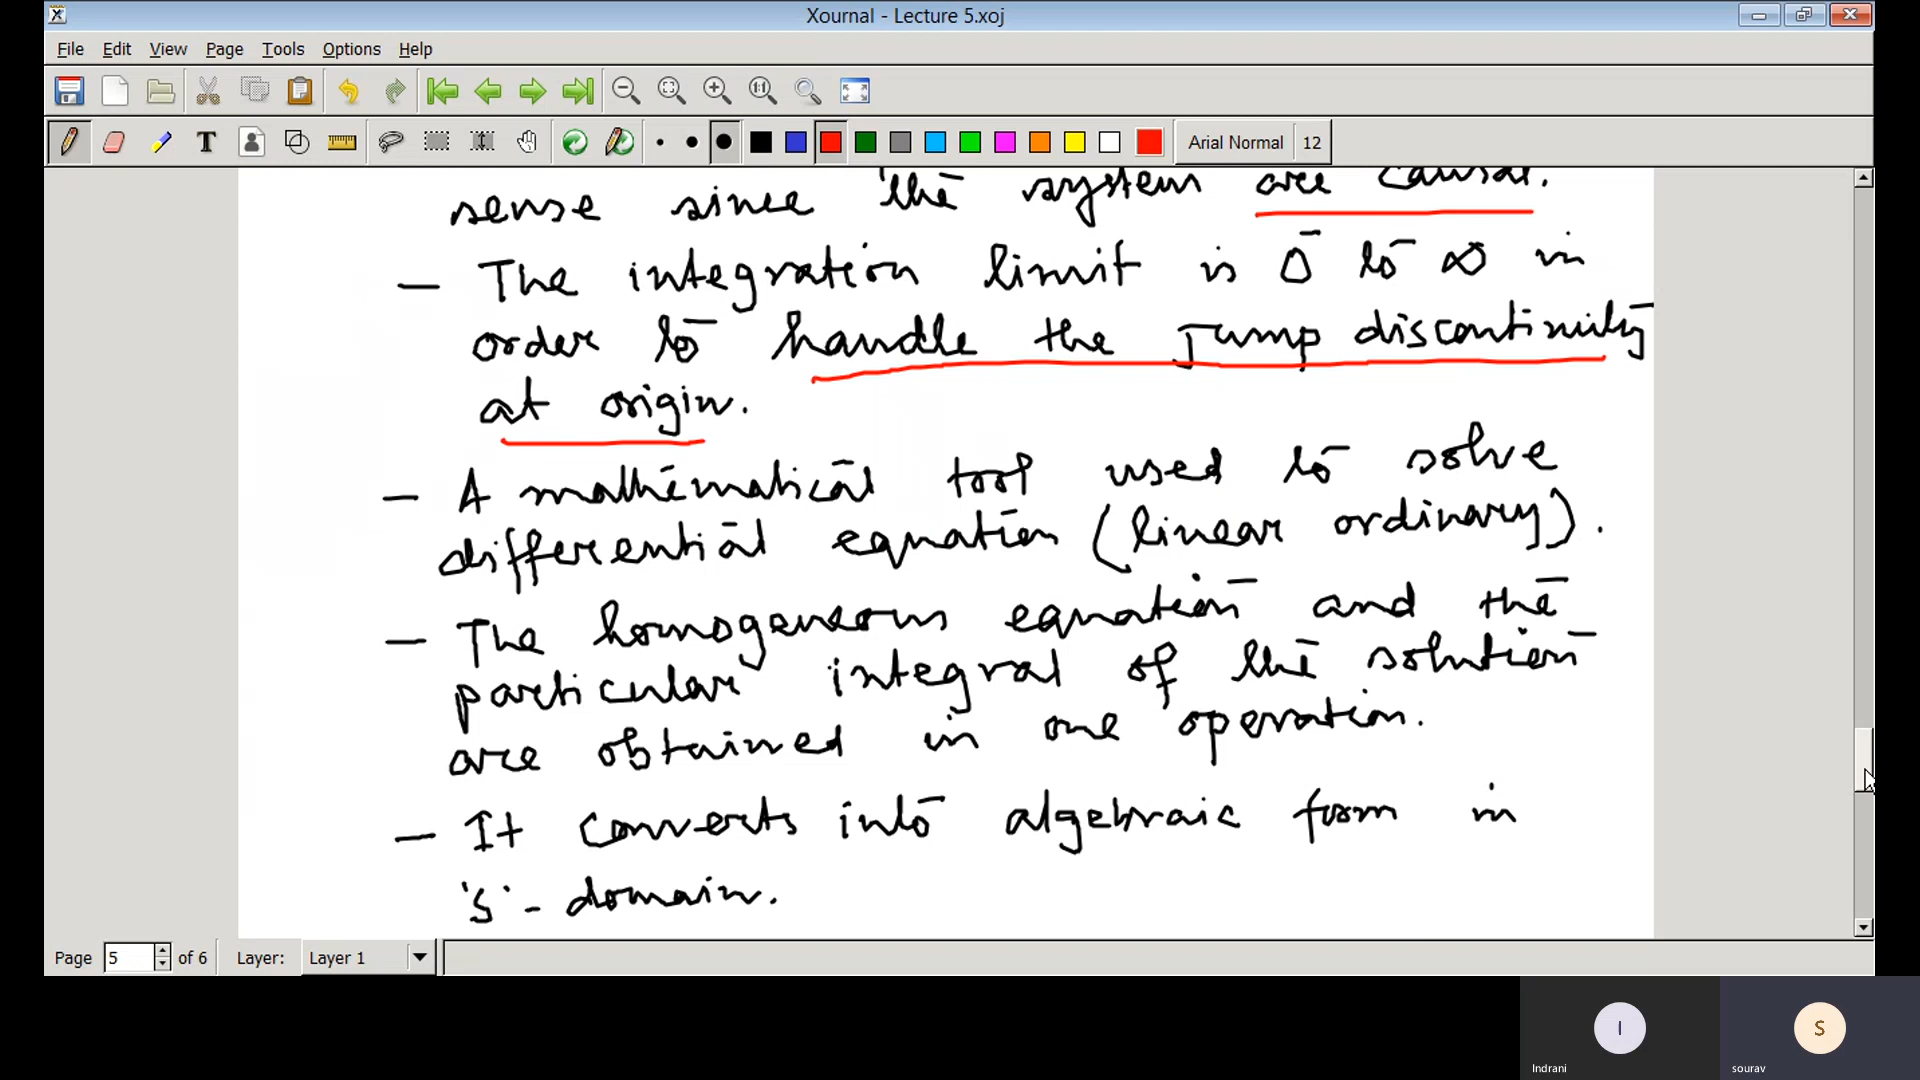 Xournal - Lecture 5.xoj
File Edit View Page Tools Options Help
Arial Normal 12
sense since the system are causal.
- The integration limit is 0⁻ to ∞ in
order to handle the jump discontinuity
at origin.
- A mathematical tool used to solve
differential equation (linear ordinary).
- The homogeneous equation and the
particular integral of the solution
are obtained in one operation.
- It converts into algebraic form in
's' - domain.
Page 5 of 6 Layer: Layer 1
I S
Indrani sourav